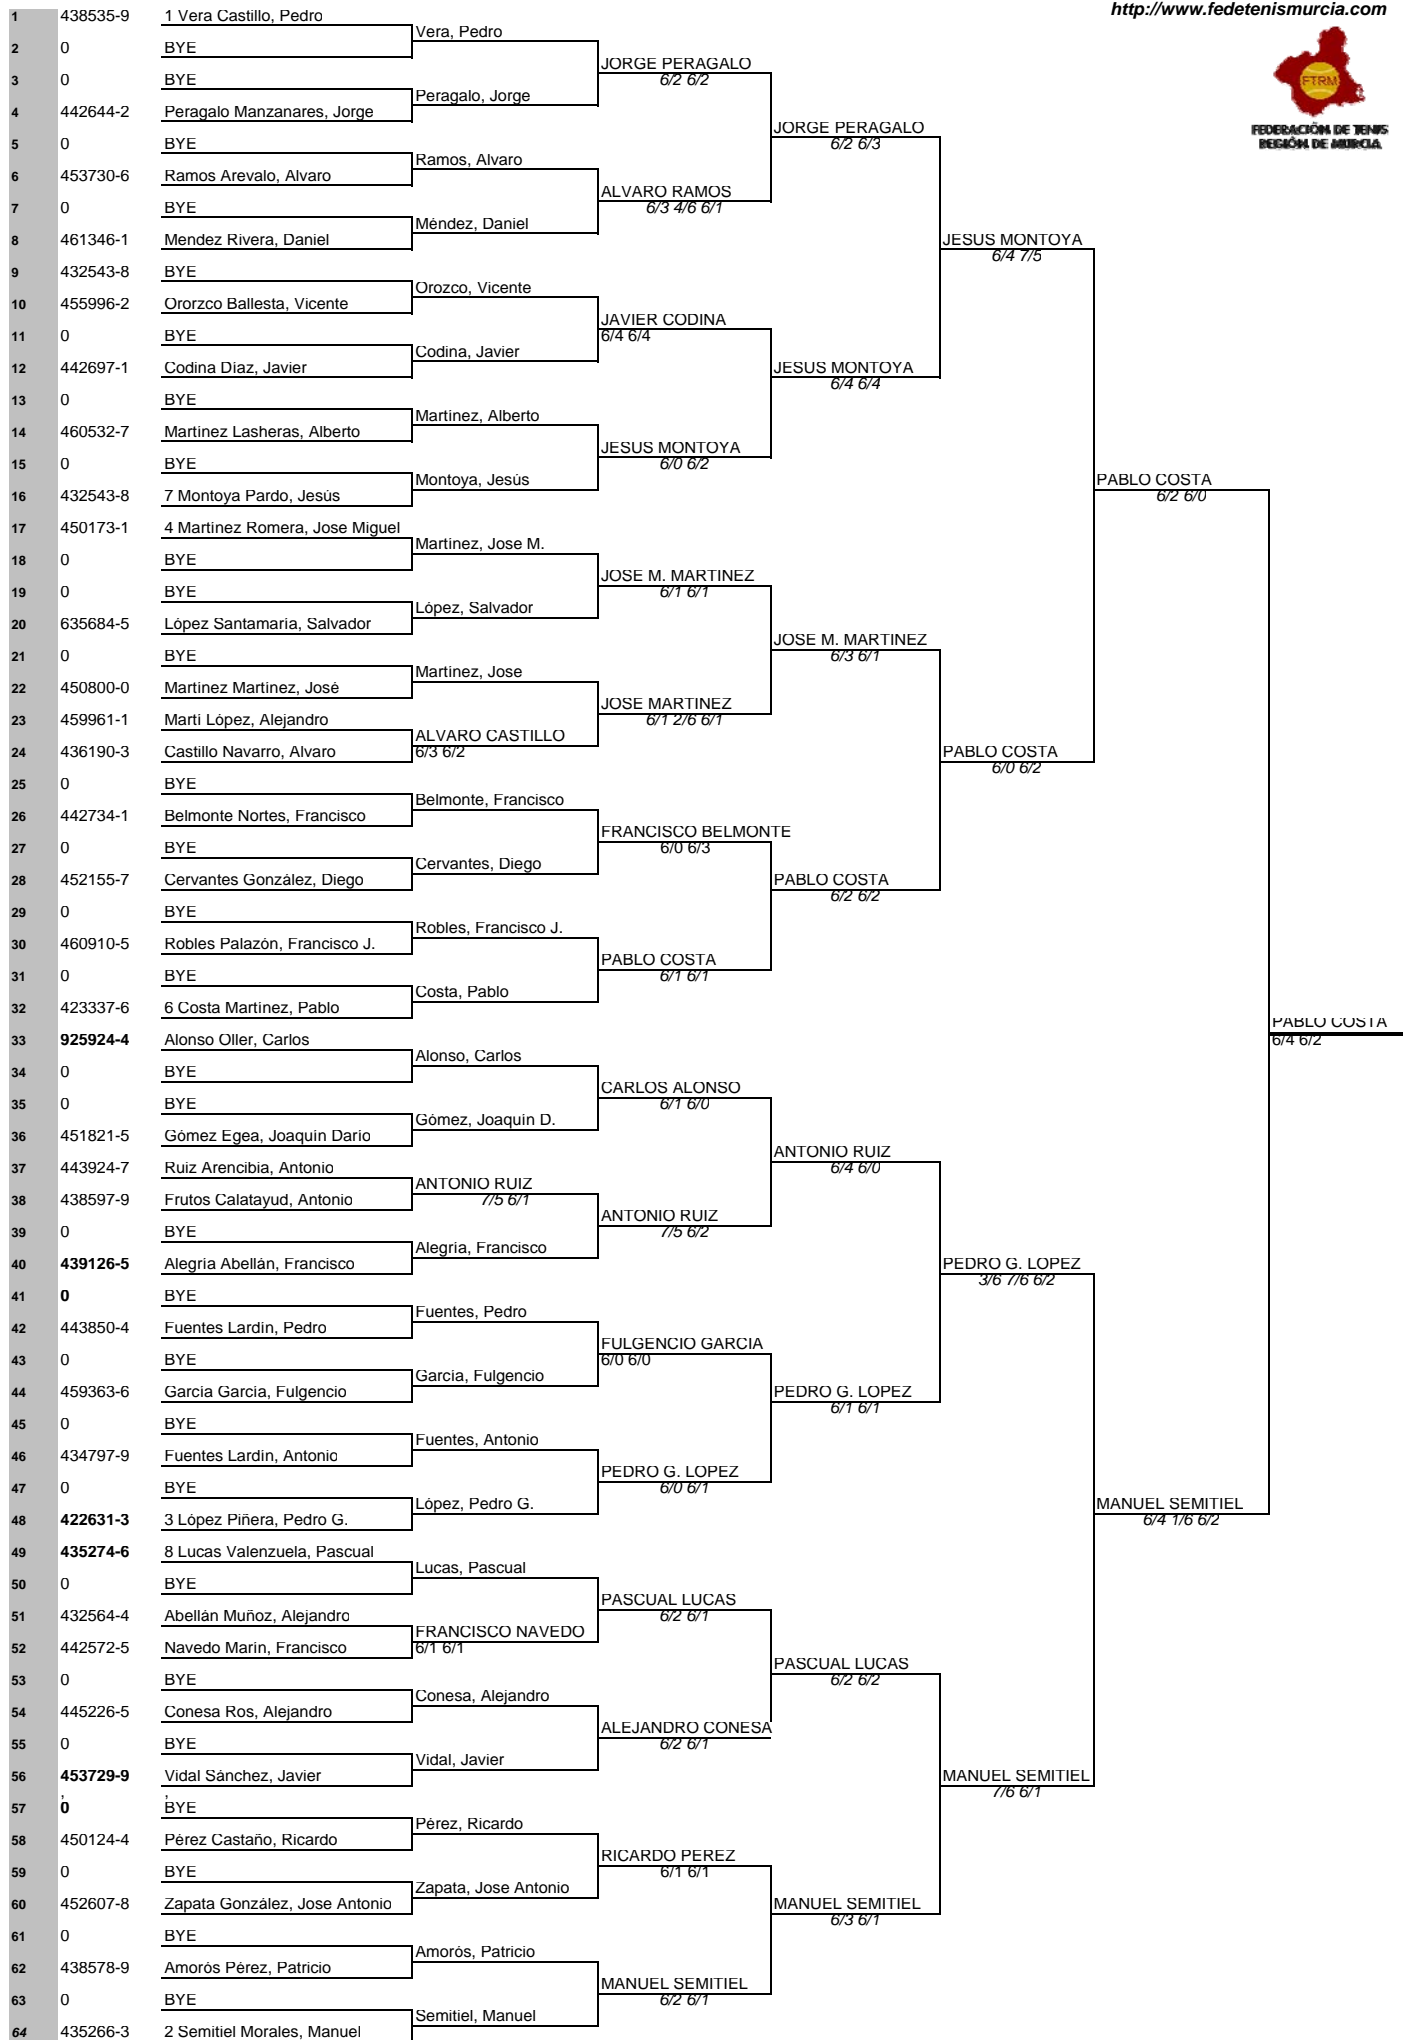 http://www.fedetenismurcia.com
FTRM
FEDERACIÓN DE TENIS
REGIÓN DE MURCIA
1 438535-9 1 Vera Castillo, Pedro
Vera, Pedro
2 0 BYE
JORGE PERAGALO
6/2 6/2
3 0 BYE
Peragalo, Jorge
4 442644-2 Peragalo Manzanares, Jorge
JORGE PERAGALO
6/2 6/3
5 0 BYE
Ramos, Alvaro
6 453730-6 Ramos Arevalo, Alvaro
ALVARO RAMOS
6/3 4/6 6/1
7 0 BYE
Méndez, Daniel
8 461346-1 Mendez Rivera, Daniel
JESUS MONTOYA
6/4 7/5
9 432543-8 BYE
Orozco, Vicente
10 455996-2 Ororzco Ballesta, Vicente
JAVIER CODINA
6/4 6/4
11 0 BYE
Codina, Javier
12 442697-1 Codina Díaz, Javier
JESUS MONTOYA
6/4 6/4
13 0 BYE
Martínez, Alberto
14 460532-7 Martínez Lasheras, Alberto
JESUS MONTOYA
6/0 6/2
15 0 BYE
Montoya, Jesús
16 432543-8 7 Montoya Pardo, Jesús
PABLO COSTA
6/2 6/0
17 450173-1 4 Martínez Romera, Jose Miguel
Martínez, Jose M.
18 0 BYE
JOSE M. MARTINEZ
6/1 6/1
19 0 BYE
López, Salvador
20 635684-5 López Santamaría, Salvador
JOSE M. MARTINEZ
6/3 6/1
21 0 BYE
Martínez, Jose
22 450800-0 Martínez Martínez, José
JOSE MARTINEZ
6/1 2/6 6/1
23 459961-1 Martí López, Alejandro
ALVARO CASTILLO
6/3 6/2
24 436190-3 Castillo Navarro, Alvaro
PABLO COSTA
6/0 6/2
25 0 BYE
Belmonte, Francisco
26 442734-1 Belmonte Nortes, Francisco
FRANCISCO BELMONTE
6/0 6/3
27 0 BYE
Cervantes, Diego
28 452155-7 Cervantes González, Diego
PABLO COSTA
6/2 6/2
29 0 BYE
Robles, Francisco J.
30 460910-5 Robles Palazón, Francisco J.
PABLO COSTA
6/1 6/1
31 0 BYE
Costa, Pablo
32 423337-6 6 Costa Martínez, Pablo
PABLO COSTA
6/4 6/2
33 925924-4 Alonso Oller, Carlos
Alonso, Carlos
34 0 BYE
CARLOS ALONSO
6/1 6/0
35 0 BYE
Gómez, Joaquín D.
36 451821-5 Gómez Egea, Joaquín Darío
ANTONIO RUIZ
6/4 6/0
37 443924-7 Ruiz Arencibia, Antonio
ANTONIO RUIZ
7/5 6/1
38 438597-9 Frutos Calatayud, Antonio
ANTONIO RUIZ
7/5 6/2
39 0 BYE
Alegría, Francisco
40 439126-5 Alegría Abellán, Francisco
PEDRO G. LOPEZ
3/6 7/6 6/2
41 0 BYE
Fuentes, Pedro
42 443850-4 Fuentes Lardín, Pedro
FULGENCIO GARCIA
6/0 6/0
43 0 BYE
García, Fulgencio
44 459363-6 García García, Fulgencio
PEDRO G. LOPEZ
6/1 6/1
45 0 BYE
Fuentes, Antonio
46 434797-9 Fuentes Lardín, Antonio
PEDRO G. LOPEZ
6/0 6/1
47 0 BYE
López, Pedro G.
48 422631-3 3 López Piñera, Pedro G.
MANUEL SEMITIEL
6/4 1/6 6/2
49 435274-6 8 Lucas Valenzuela, Pascual
Lucas, Pascual
50 0 BYE
PASCUAL LUCAS
6/2 6/1
51 432564-4 Abellán Muñoz, Alejandro
FRANCISCO NAVEDO
6/1 6/1
52 442572-5 Navedo Marín, Francisco
PASCUAL LUCAS
6/2 6/2
53 0 BYE
Conesa, Alejandro
54 445226-5 Conesa Ros, Alejandro
ALEJANDRO CONESA
6/2 6/1
55 0 BYE
Vidal, Javier
56 453729-9 Vidal Sánchez, Javier
MANUEL SEMITIEL
7/6 6/1
, ,
57 0 BYE
Pérez, Ricardo
58 450124-4 Pérez Castaño, Ricardo
RICARDO PEREZ
6/1 6/1
59 0 BYE
Zapata, Jose Antonio
60 452607-8 Zapata González, Jose Antonio
MANUEL SEMITIEL
6/3 6/1
61 0 BYE
Amorós, Patricio
62 438578-9 Amorós Pérez, Patricio
MANUEL SEMITIEL
6/2 6/1
63 0 BYE
Semitiel, Manuel
64 435266-3 2 Semitiel Morales, Manuel